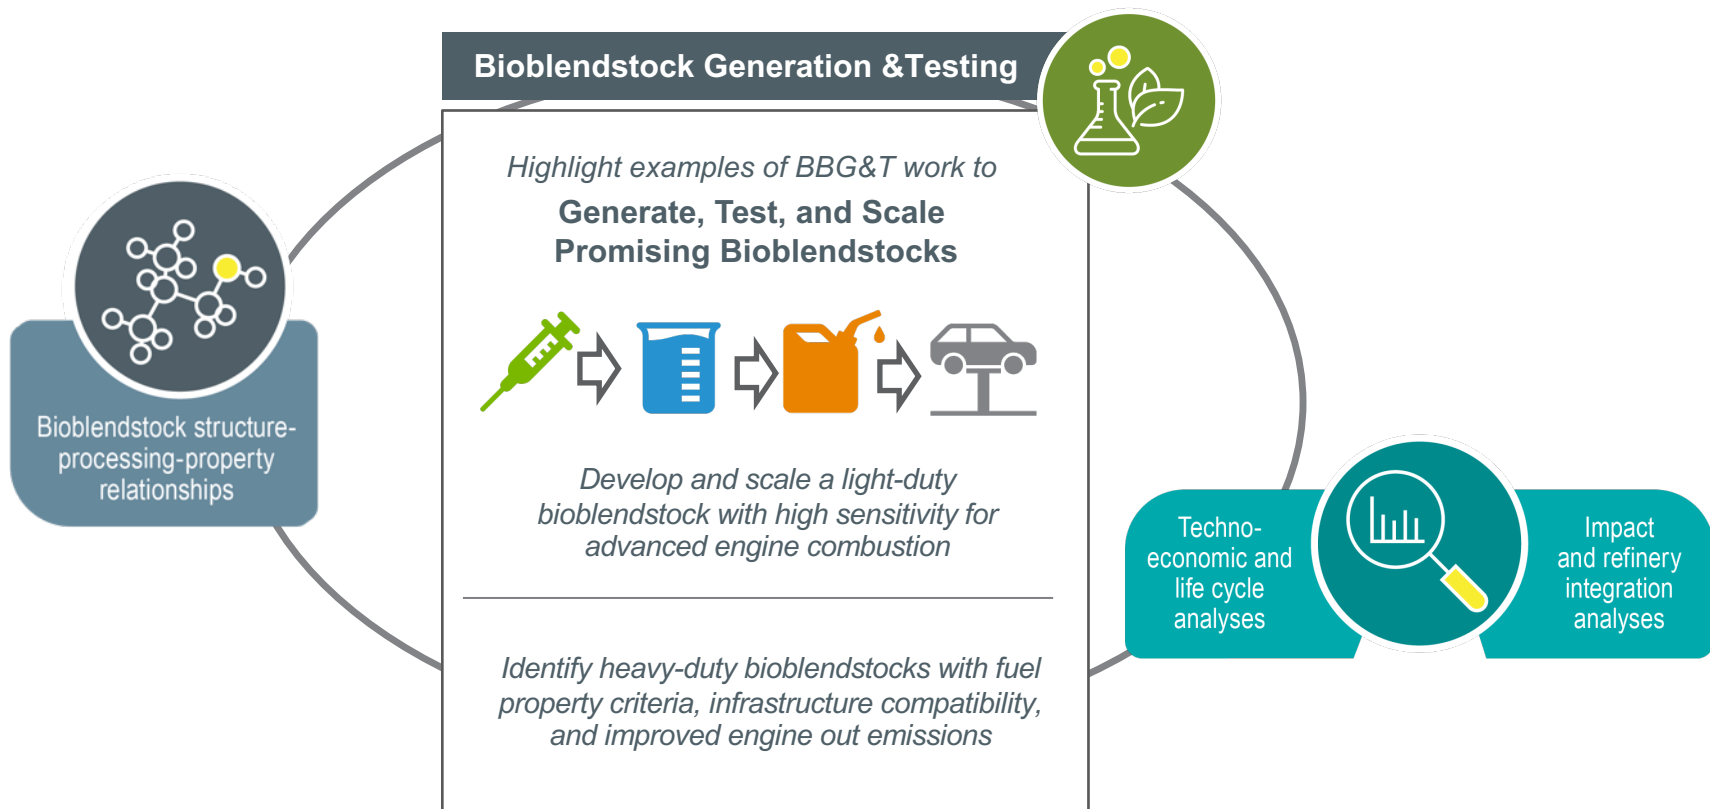 Bioblendstock Generation &Testing
Highlight examples of BBG&T work to
Generate, Test, and Scale
Promising Bioblendstocks
Bioblendstock structure-
processing-property
relationships
Develop and scale a light-duty
bioblendstock with high sensitivity for
advanced engine combustion
Identify heavy-duty bioblendstocks with fuel
property criteria, infrastructure compatibility,
and improved engine out emissions
Techno-
economic and
life cycle
analyses
Impact
and refinery
integration
analyses